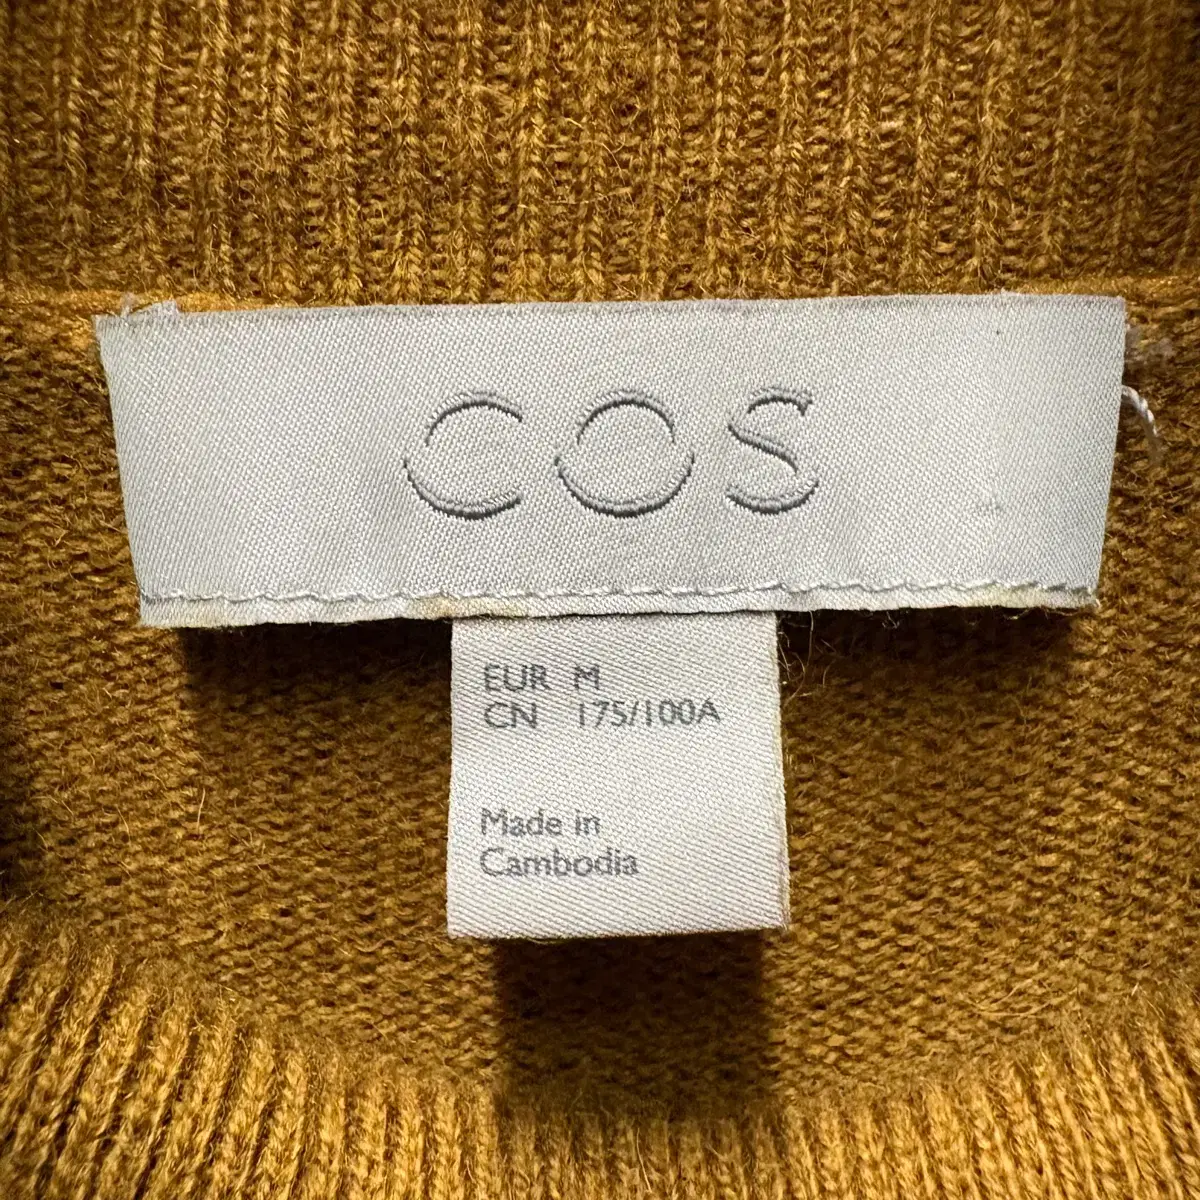 COS
EUR M
CN 175/100A
Made in
Cambodia